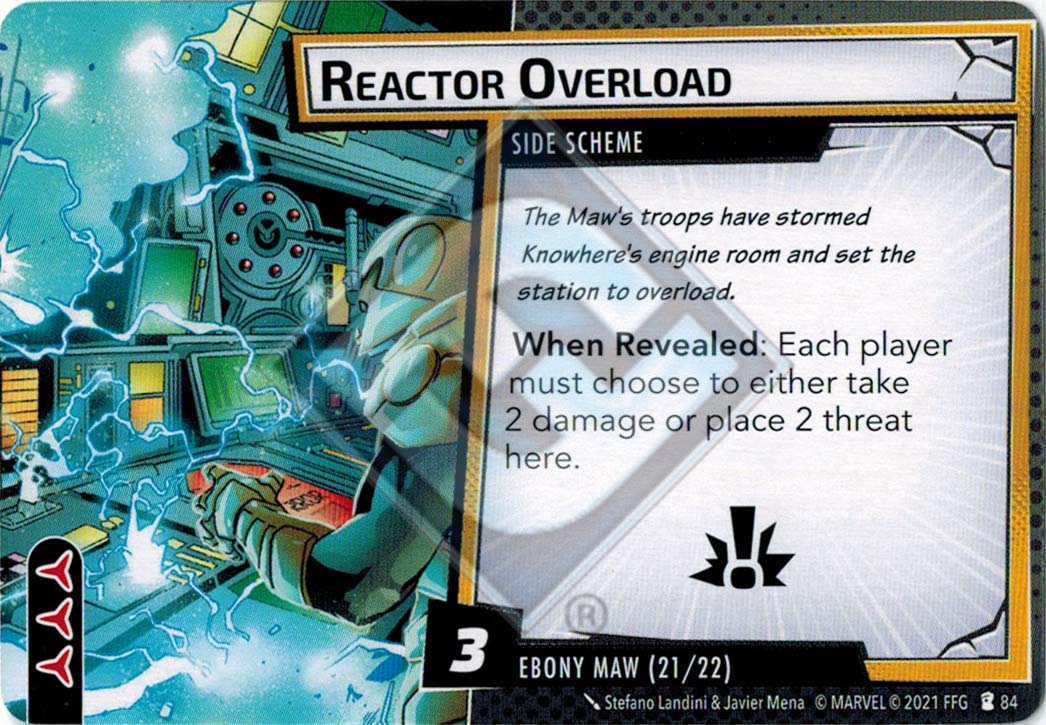 REACTOR OVERLOAD
SIDE SCHEME
The Maw's troops have stormed
Knowhere's engine room and set the
station to overload.
When Revealed: Each player
must choose to either take
2 damage or place 2 threat
here.
®
3
EBONY MAW (21/22)
Stefano Landini & Javier Mena © MARVEL © 2021 FFG 84